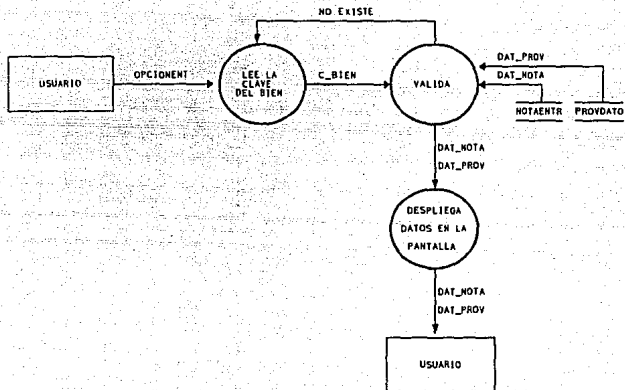 NO EXISTE
USUARIO
OPCIONENT
LEE LA
CLAVE
DEL BIEN
C_BIEN
VALIDA
DAT_PROV
DAT_NOTA
NOTAENTR
PROVDATO
DAT_NOTA
DAT_PROV
DESPLIEGA
DATOS EN LA
PANTALLA
DAT_NOTA
DAT_PROV
USUARIO